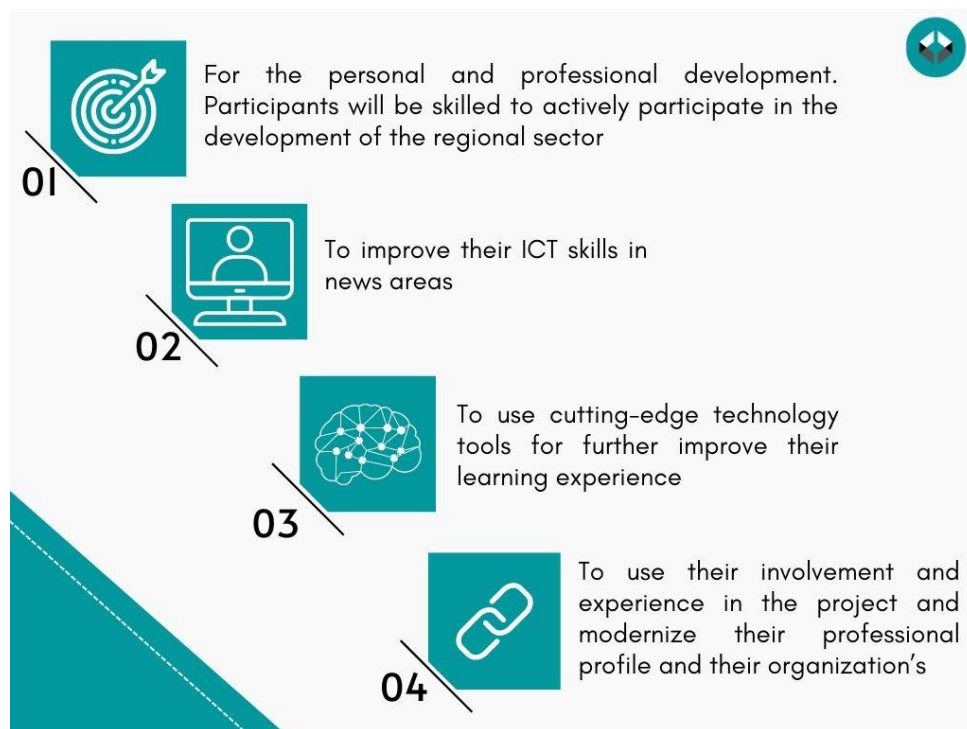 For the personal and professional development.
Participants will be skilled to actively participate in the
development of the regional sector
01
To improve their ICT skills in
news areas
02
To use cutting-edge technology
tools for further improve their
learning experience
03
To use their involvement and
experience in the project and
modernize their professional
profile and their organization's
04